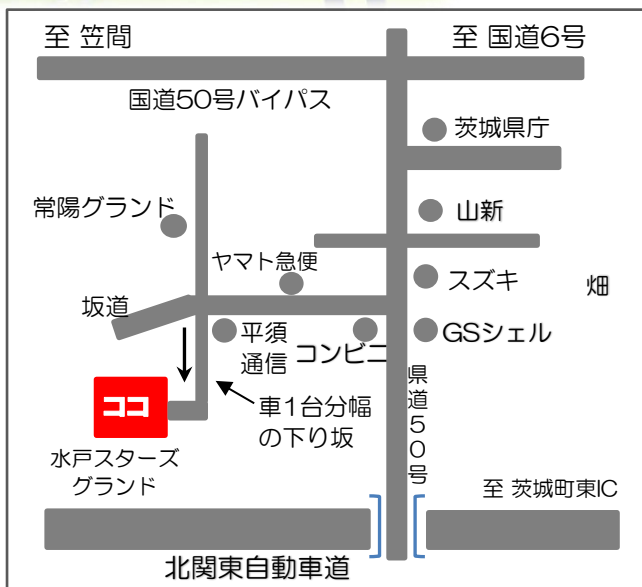 至 笠間
至 国道6号
国道50号バイパス
茨城県庁
常陽グランド
山新
ヤマト急便
スズキ
畑
坂道
平須
通信
コンビニ
GSシェル
ココ
車1台分幅
の下り坂
県道50号
水戸スターズ
グランド
至 茨城町東IC
北関東自動車道